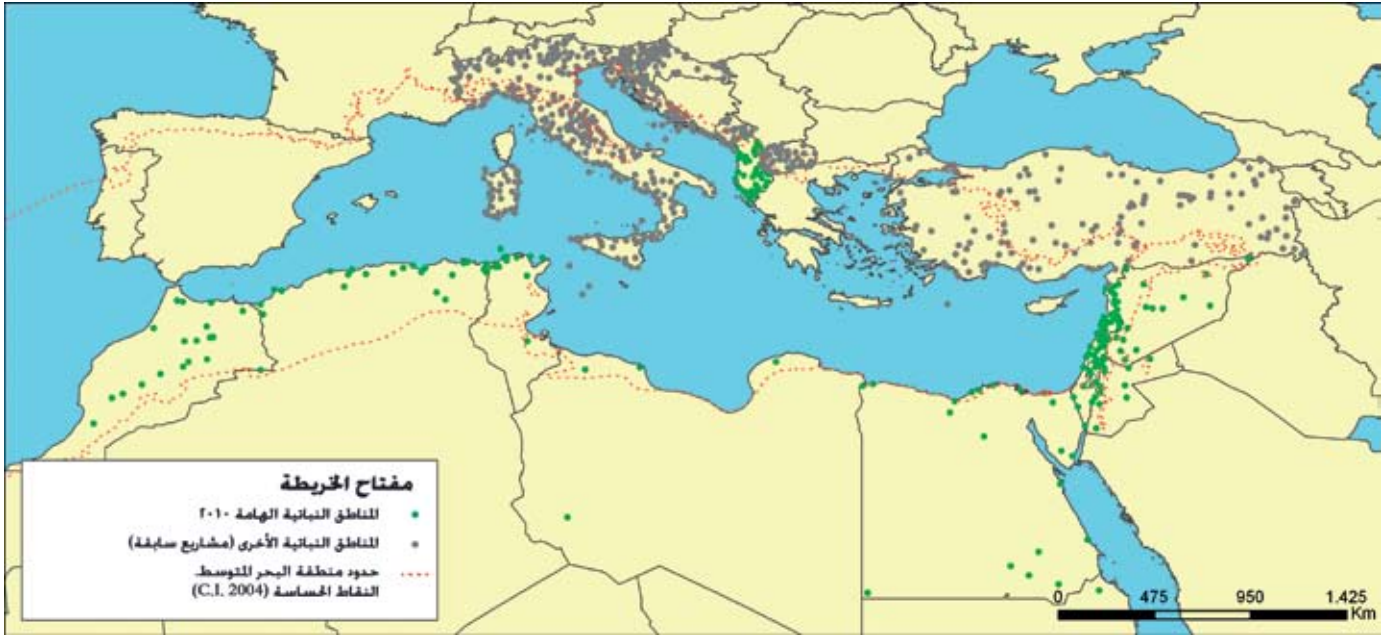 مفتاح الخريطة
المناطق النباتية الهامة ٢٠١٠
المناطق النباتية الأخرى (مشاريع سابقة)
حدود منطقة البحر المتوسط
النقاط الحساسة (C.I. 2004)
0 475 950 1,425
Km